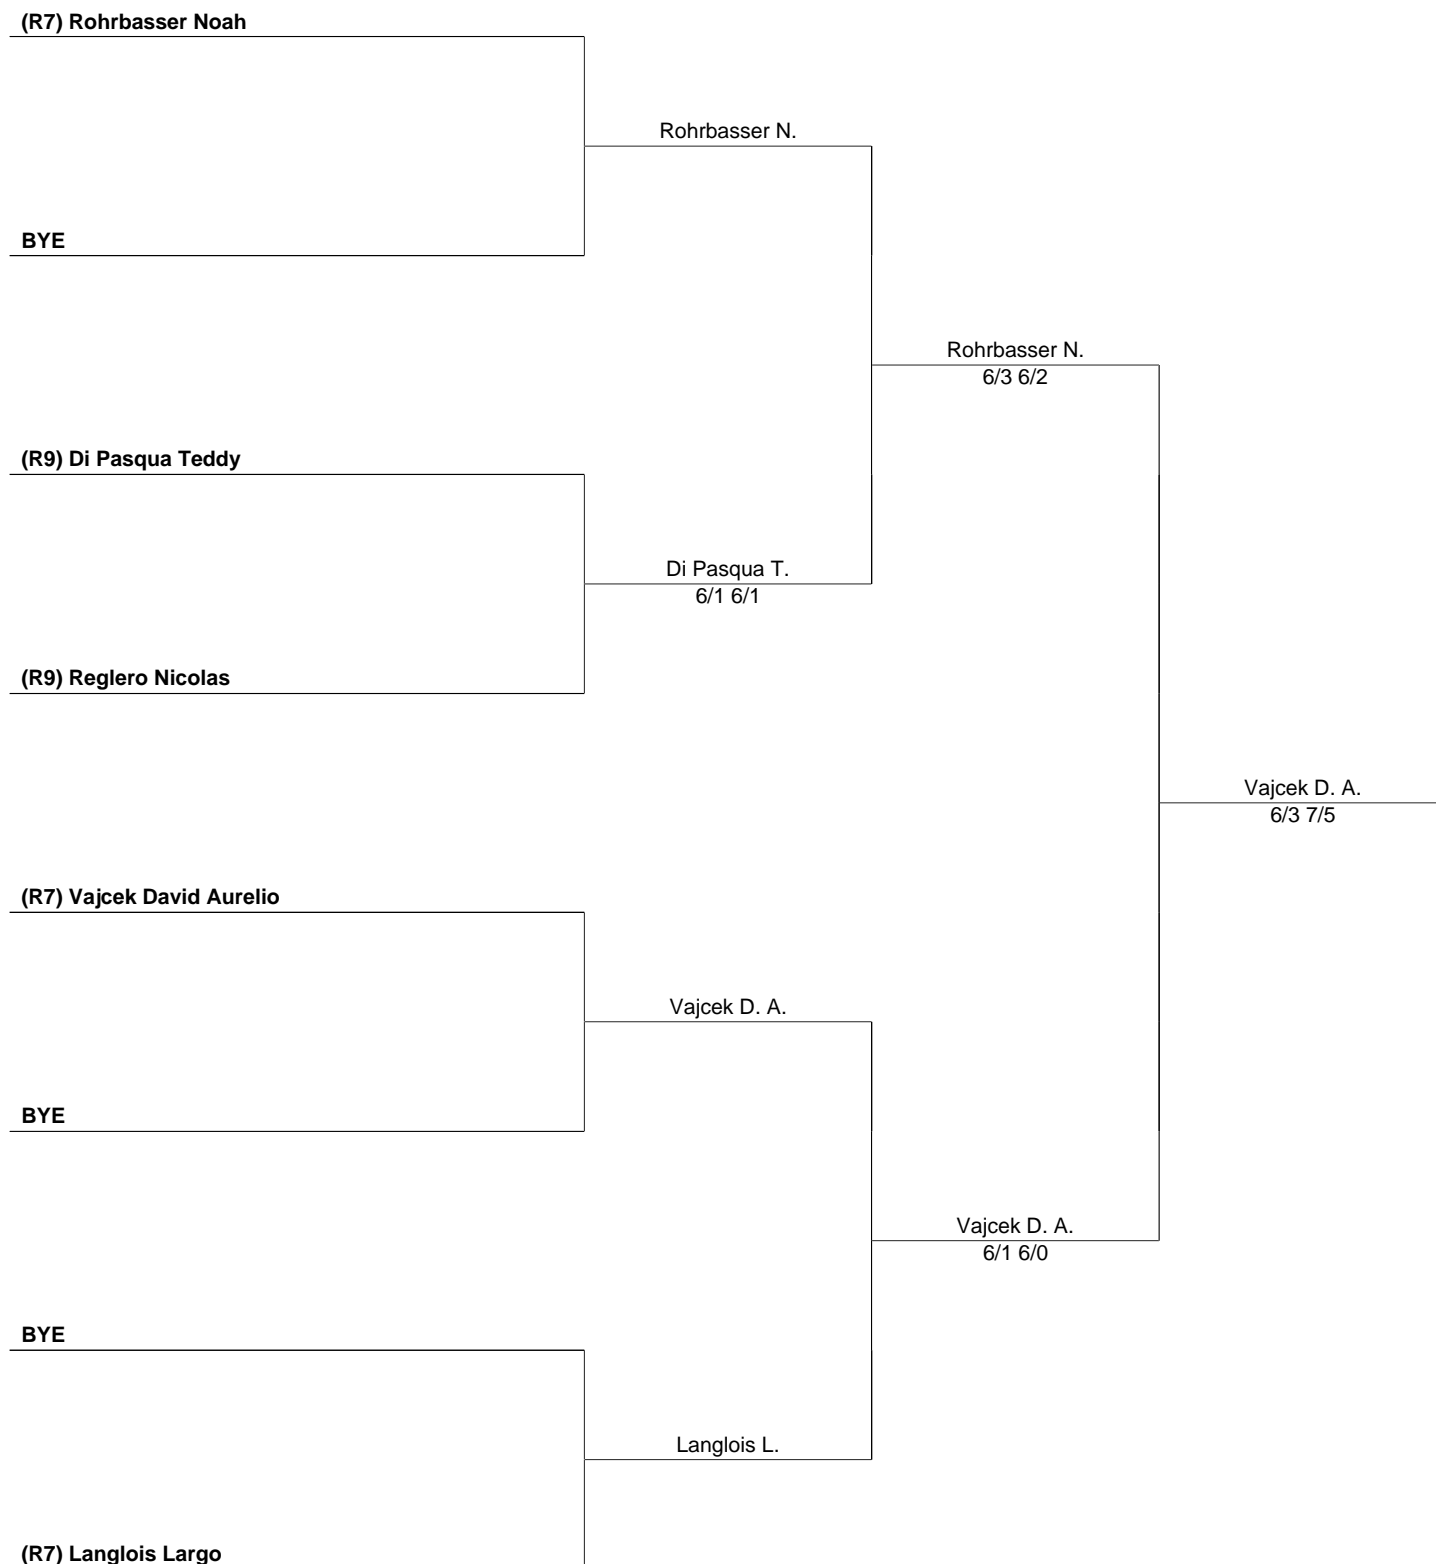 (R7) Rohrbasser Noah
Rohrbasser N.
BYE
Rohrbasser N.
6/3 6/2
(R9) Di Pasqua Teddy
Di Pasqua T.
6/1 6/1
(R9) Reglero Nicolas
Vajcek D. A.
6/3 7/5
(R7) Vajcek David Aurelio
Vajcek D. A.
BYE
Vajcek D. A.
6/1 6/0
BYE
Langlois L.
(R7) Langlois Largo